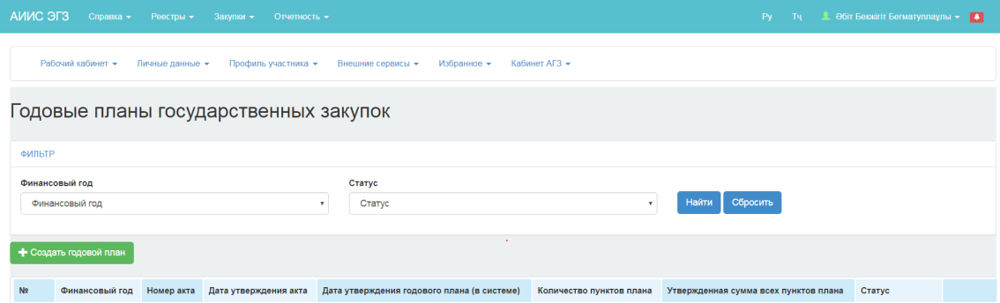 АИИС ЭГЗ Справка Реестры Закупки Отчетность Ру Тч Әбіт Бекжігіт Бегматуллаұлы
Рабочий кабинет Личные данные Профиль участника Внешние сервисы Избранное Кабинет АГЗ
Годовые планы государственных закупок
ФИЛЬТР
Финансовый год Статус
Финансовый год Статус Найти Сбросить
Создать годовой план
№ Финансовый год Номер акта Дата утверждения акта Дата утверждения годового плана (в системе) Количество пунктов плана Утвержденная сумма всех пунктов плана Статус